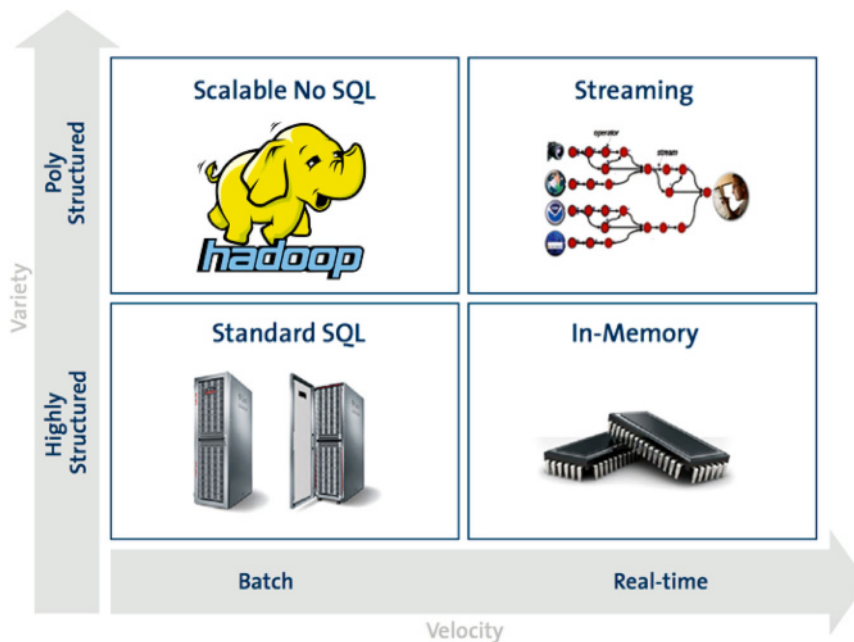 Scalable No SQL
Streaming
operator
stream
hadoop
Poly
Structured
Variety
Standard SQL
In-Memory
Highly
Structured
Batch
Real-time
Velocity